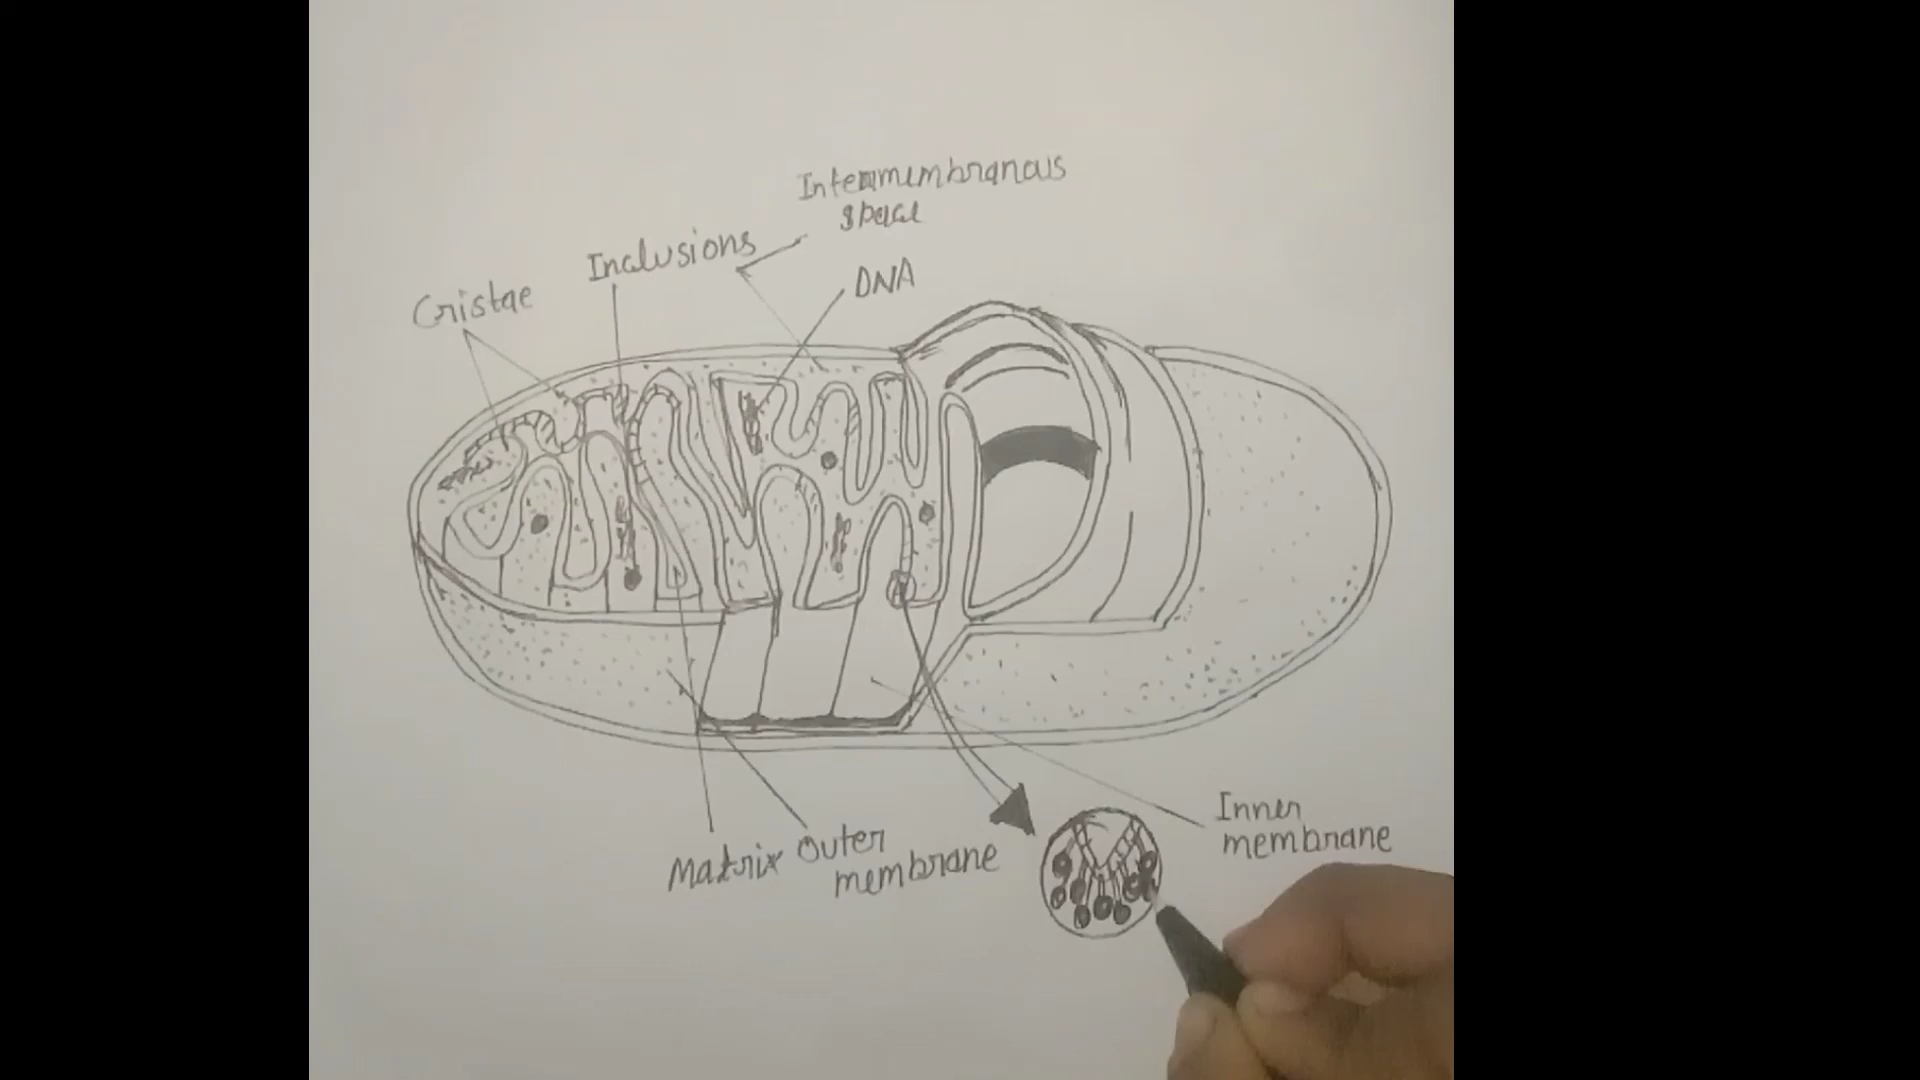 Intermembranous
space
Inclusions
DNA
Cristae
Inner
membrane
Matrix
Outer
membrane